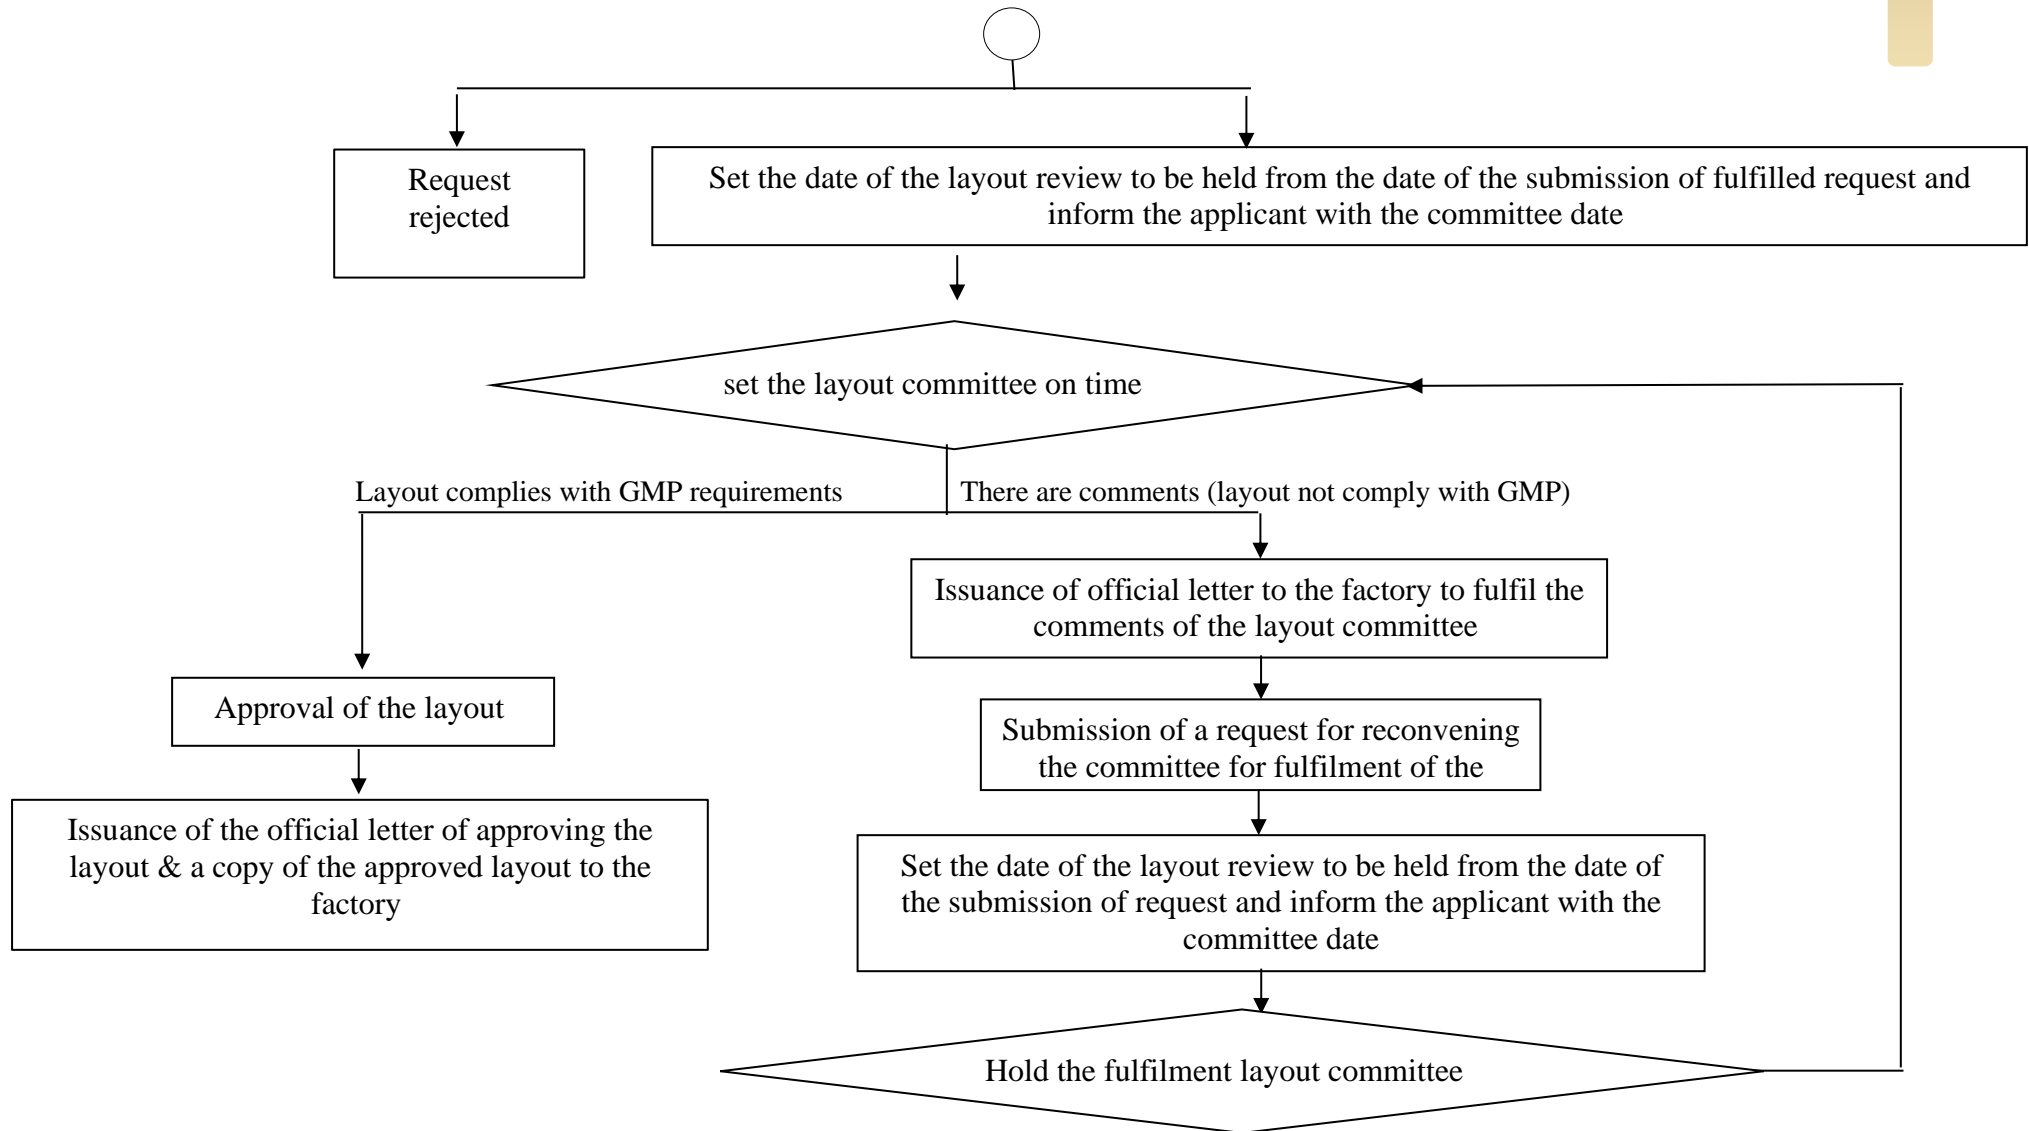 Request
rejected
Set the date of the layout review to be held from the date of the submission of fulfilled request and
inform the applicant with the committee date
set the layout committee on time
Layout complies with GMP requirements
There are comments (layout not comply with GMP)
Issuance of official letter to the factory to fulfil the
comments of the layout committee
Approval of the layout
Submission of a request for reconvening
the committee for fulfilment of the
Issuance of the official letter of approving the
layout & a copy of the approved layout to the
factory
Set the date of the layout review to be held from the date of
the submission of request and inform the applicant with the
committee date
Hold the fulfilment layout committee